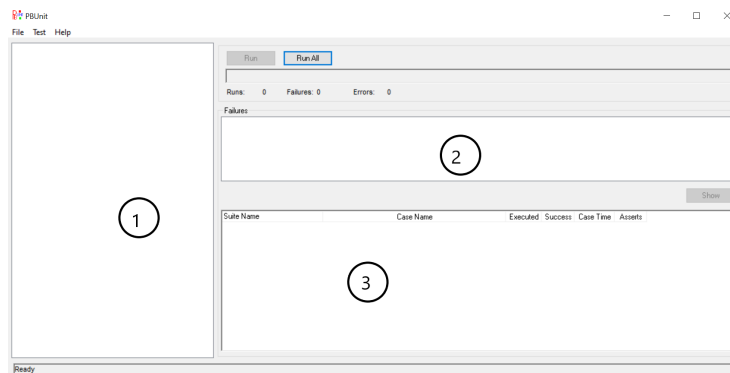 PBUnit
File Test Help
Run Run All
Runs: 0 Failures: 0 Errors: 0
Failures
2
Show
1
Suite Name Case Name Executed Success Case Time Asserts
3
Ready